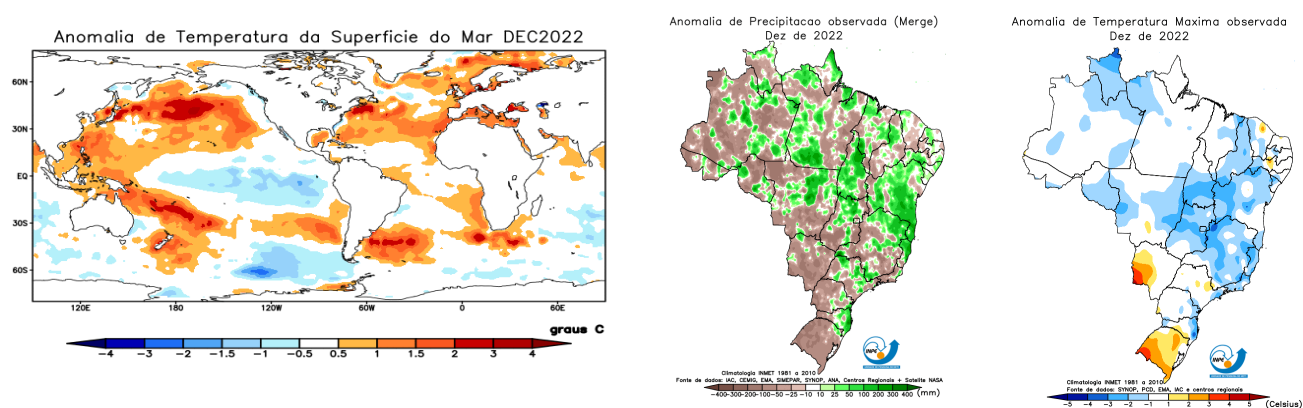 Anomalia de Temperatura da Superficie do Mar DEC2022
60N
30N
EQ
30S
60S
120E 180 120W 60W 0 60E
graus C
-4 -3 -2 -1.5 -1 -0.5 0.5 1 1.5 2 3 4
Anomalia de Precipitacao observada (Merge)
Dez de 2022
INPE
Climatologia INMET 1981 a 2010
Fonte de dados: IAC, CEMIG, EMA, SIMEPAR, SYNOP, ANA, Centros Regionais + Satelite NASA
-400-300-200-100-50 -25 -10 10 25 50 100 200 300 400 (mm)
Anomalia de Temperatura Maxima observada
Dez de 2022
INPE
Climatologia INMET 1981 a 2010
Fonte de dados: SYNOP, PCD, EMA, IAC e centros regionais
-5 -4 -3 -2 -1 1 2 3 4 5 (Celsius)